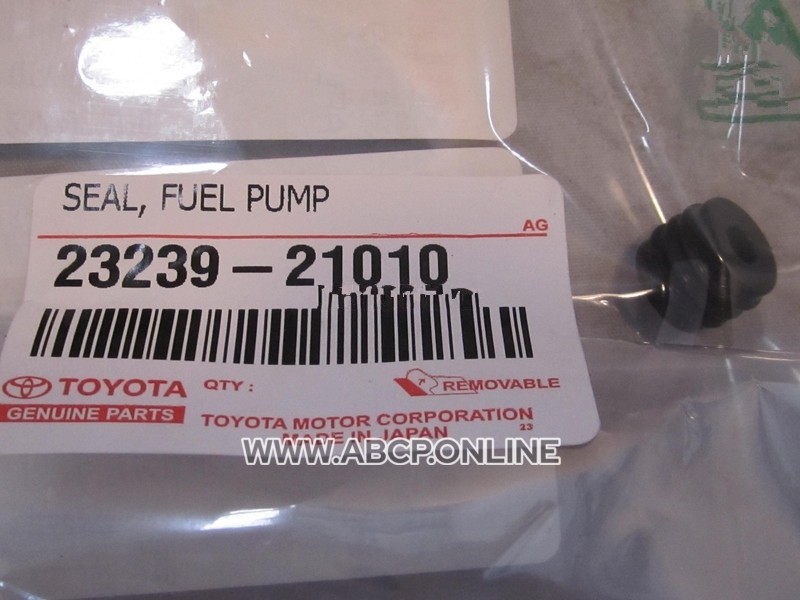 SEAL, FUEL PUMP
AG
23239-21010
TOYOTA QTY : REMOVABLE
GENUINE PARTS
TOYOTA MOTOR CORPORATION
MADE IN JAPAN 23
WWW.ABCP.ONLINE